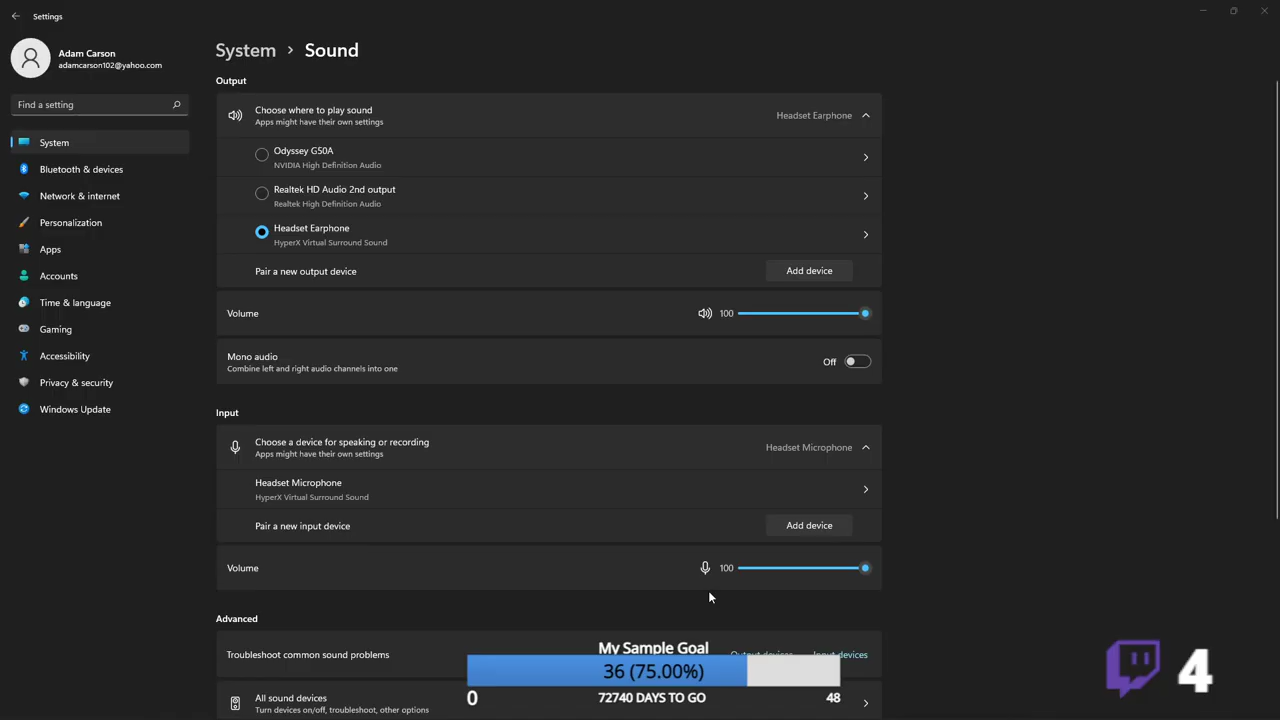 Settings
Adam Carson
adamcarson102@yahoo.com
Find a setting
System
Bluetooth & devices
Network & internet
Personalization
Apps
Accounts
Time & language
Gaming
Accessibility
Privacy & security
Windows Update
System > Sound
Output
Choose where to play sound
Apps might have their own settings
Headset Earphone
Odyssey G50A
NVIDIA High Definition Audio
Realtek HD Audio 2nd output
Realtek High Definition Audio
Headset Earphone
HyperX Virtual Surround Sound
Pair a new output device
Add device
Volume
100
Mono audio
Combine left and right audio channels into one
Off
Input
Choose a device for speaking or recording
Apps might have their own settings
Headset Microphone
Headset Microphone
HyperX Virtual Surround Sound
Pair a new input device
Add device
Volume
100
Advanced
Troubleshoot common sound problems
Output devices
Input devices
My Sample Goal
36 (75.00%)
0
72740 DAYS TO GO
48
All sound devices
Turn devices on/off, troubleshoot, other options
4